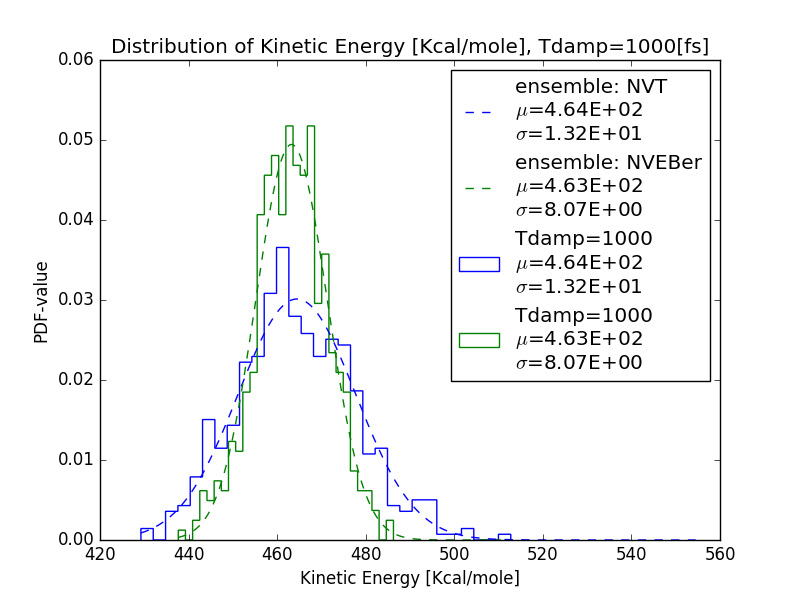 Distribution of Kinetic Energy [Kcal/mole], Tdamp=1000[fs]
0.06
0.05
0.04
0.03
0.02
0.01
0.00
PDF-value
ensemble: NVT
μ=4.64E+02
σ=1.32E+01
ensemble: NVEBer
μ=4.63E+02
σ=8.07E+00
Tdamp=1000
μ=4.64E+02
σ=1.32E+01
Tdamp=1000
μ=4.63E+02
σ=8.07E+00
420 440 460 480 500 520 540 560
Kinetic Energy [Kcal/mole]